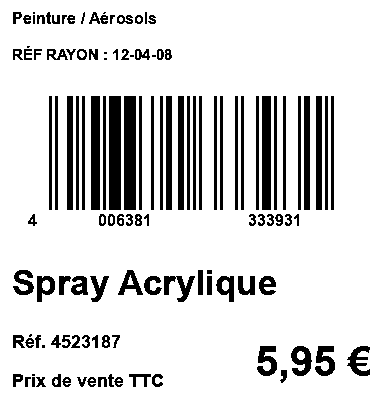 Peinture / Aérosols
RÉF RAYON : 12-04-08
4 006381 333931
Spray Acrylique
Réf. 4523187
5,95 €
Prix de vente TTC